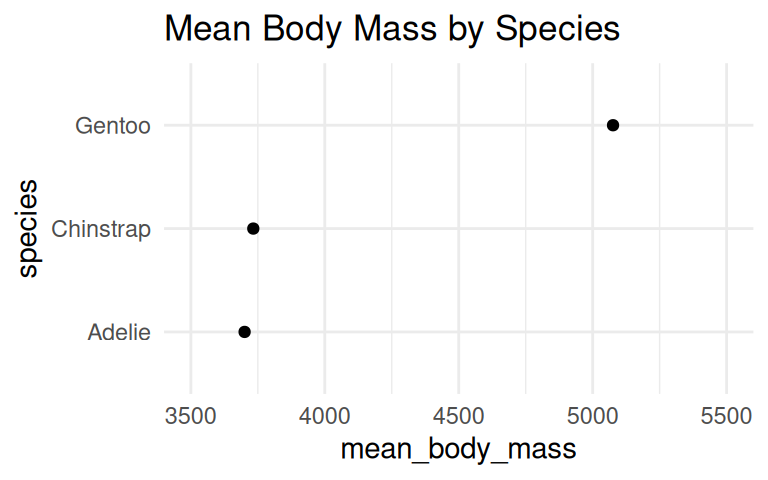 Mean Body Mass by Species
Gentoo
Chinstrap
Adelie
species
3500 4000 4500 5000 5500
mean_body_mass